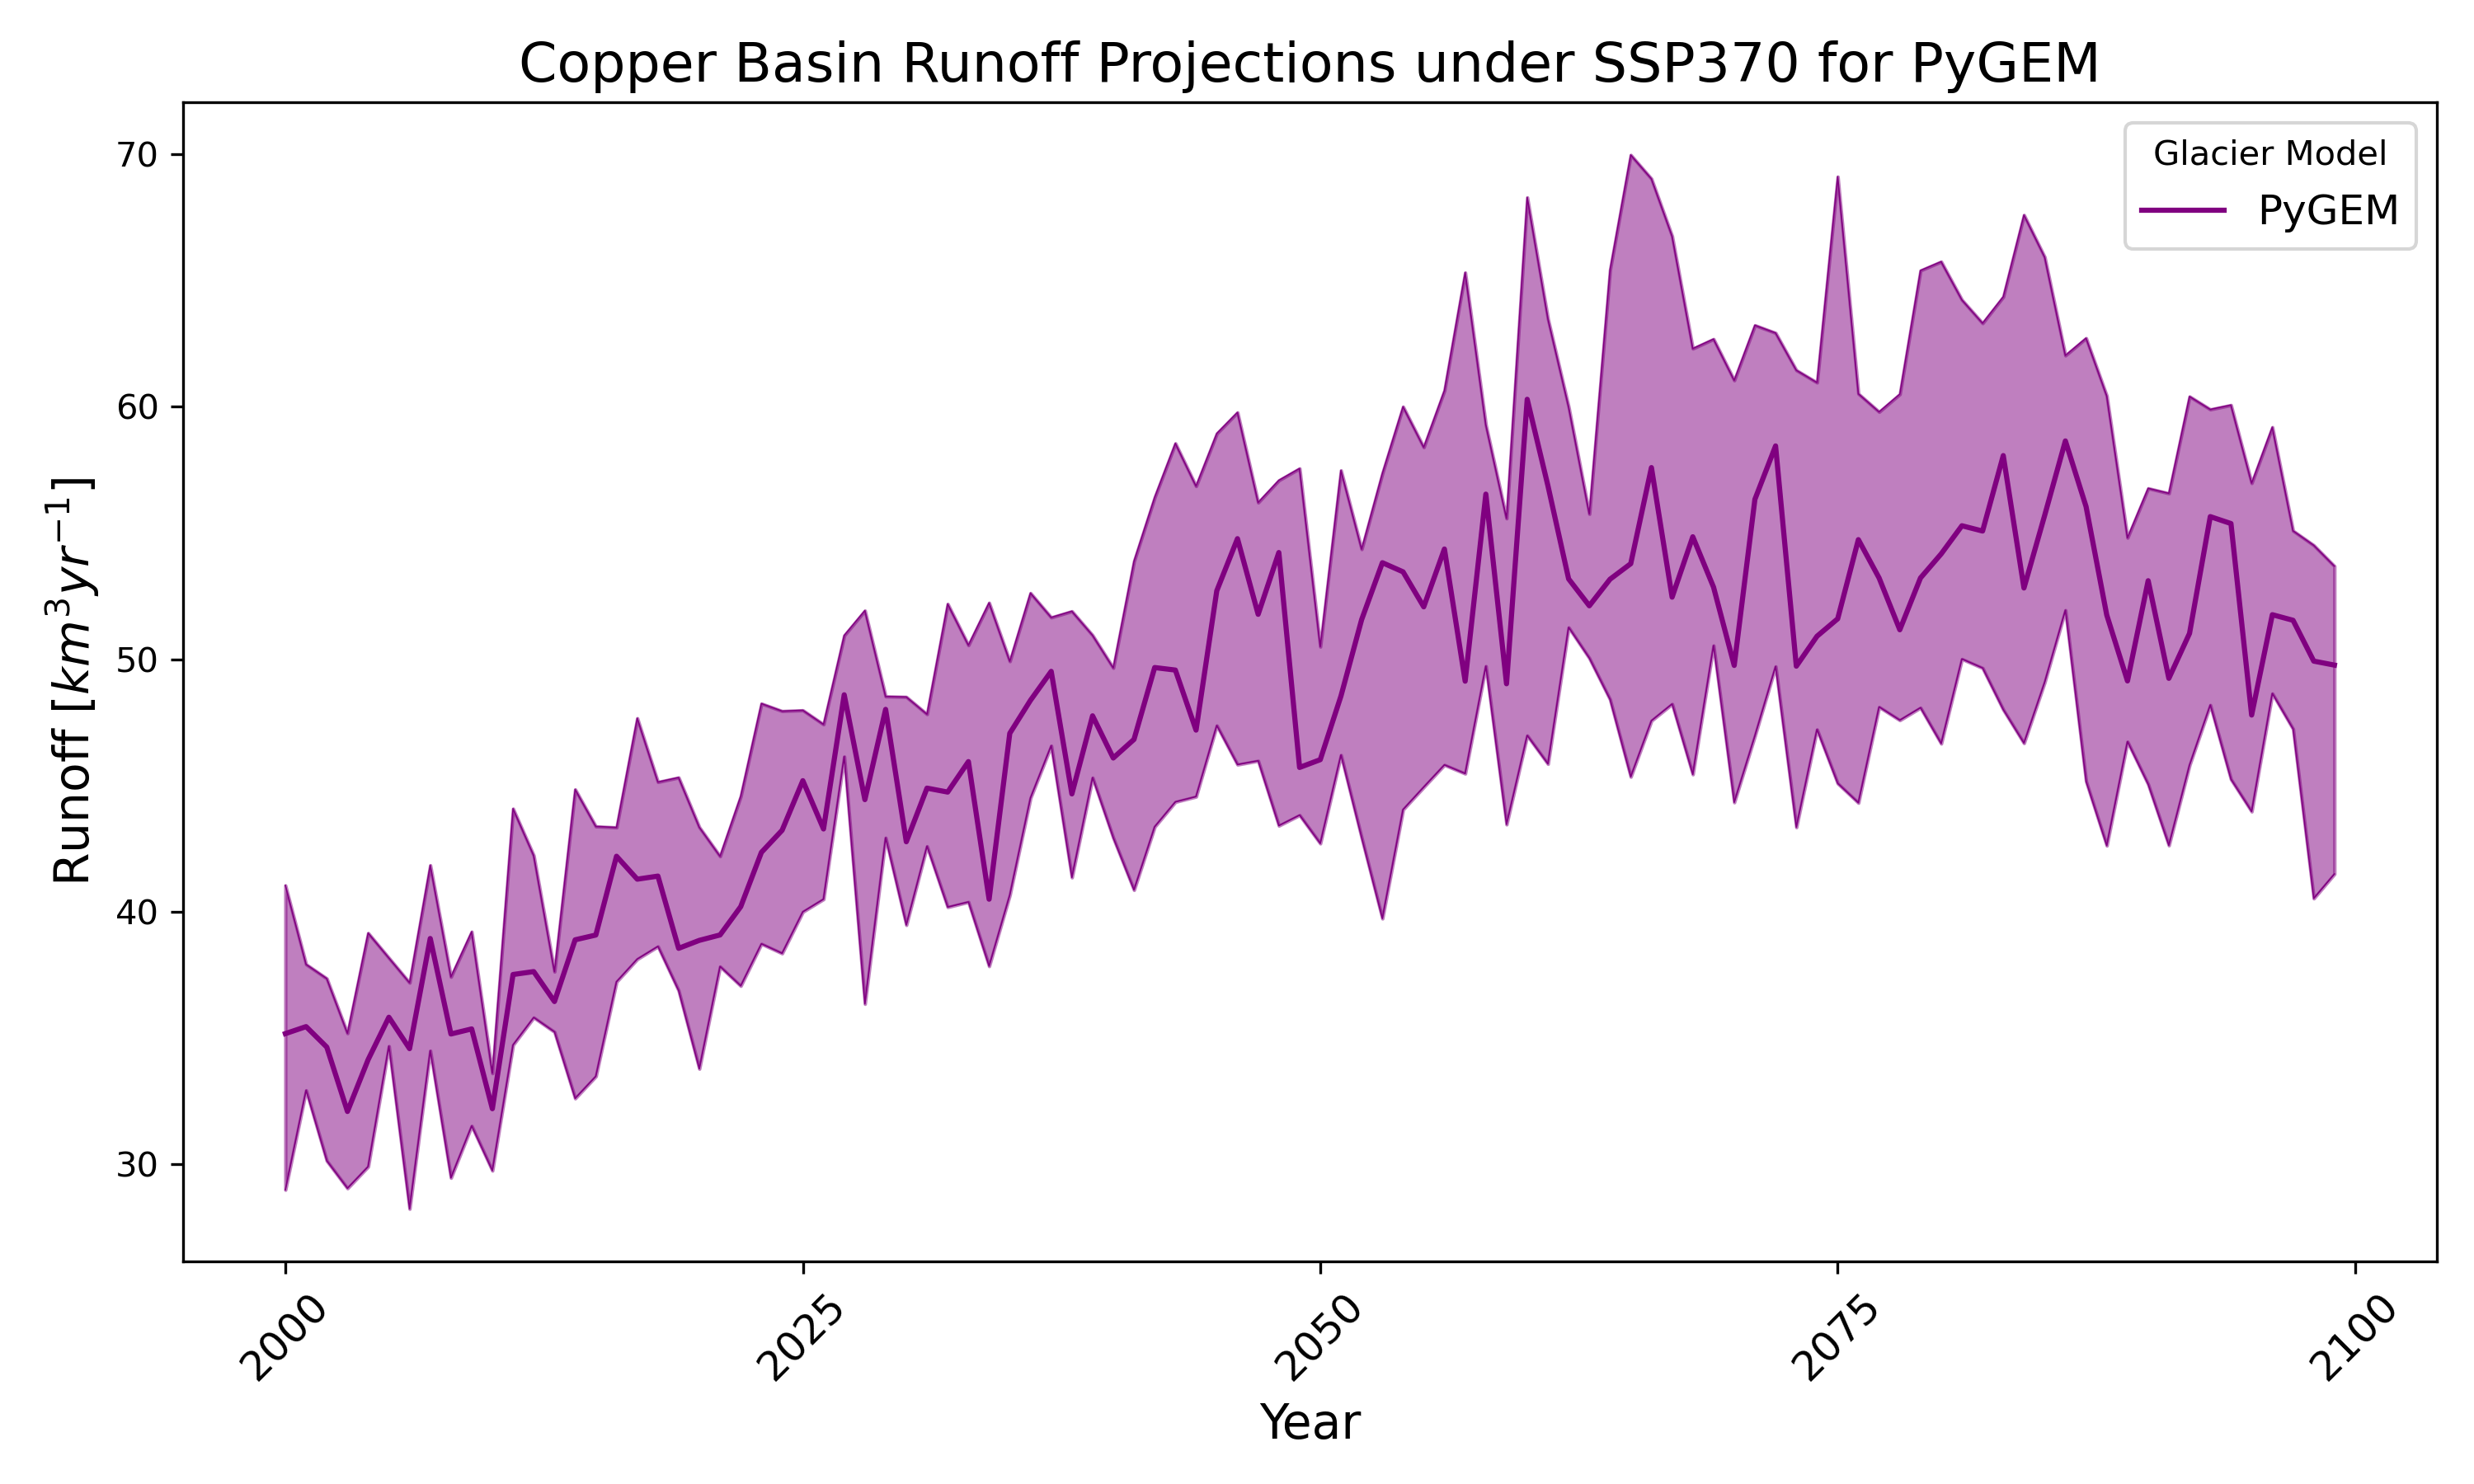 Copper Basin Runoff Projections under SSP370 for PyGEM
Glacier Model
PyGEM
Runoff [km³yr⁻¹]
70
60
50
40
30
2000
2025
2050
2075
2100
Year